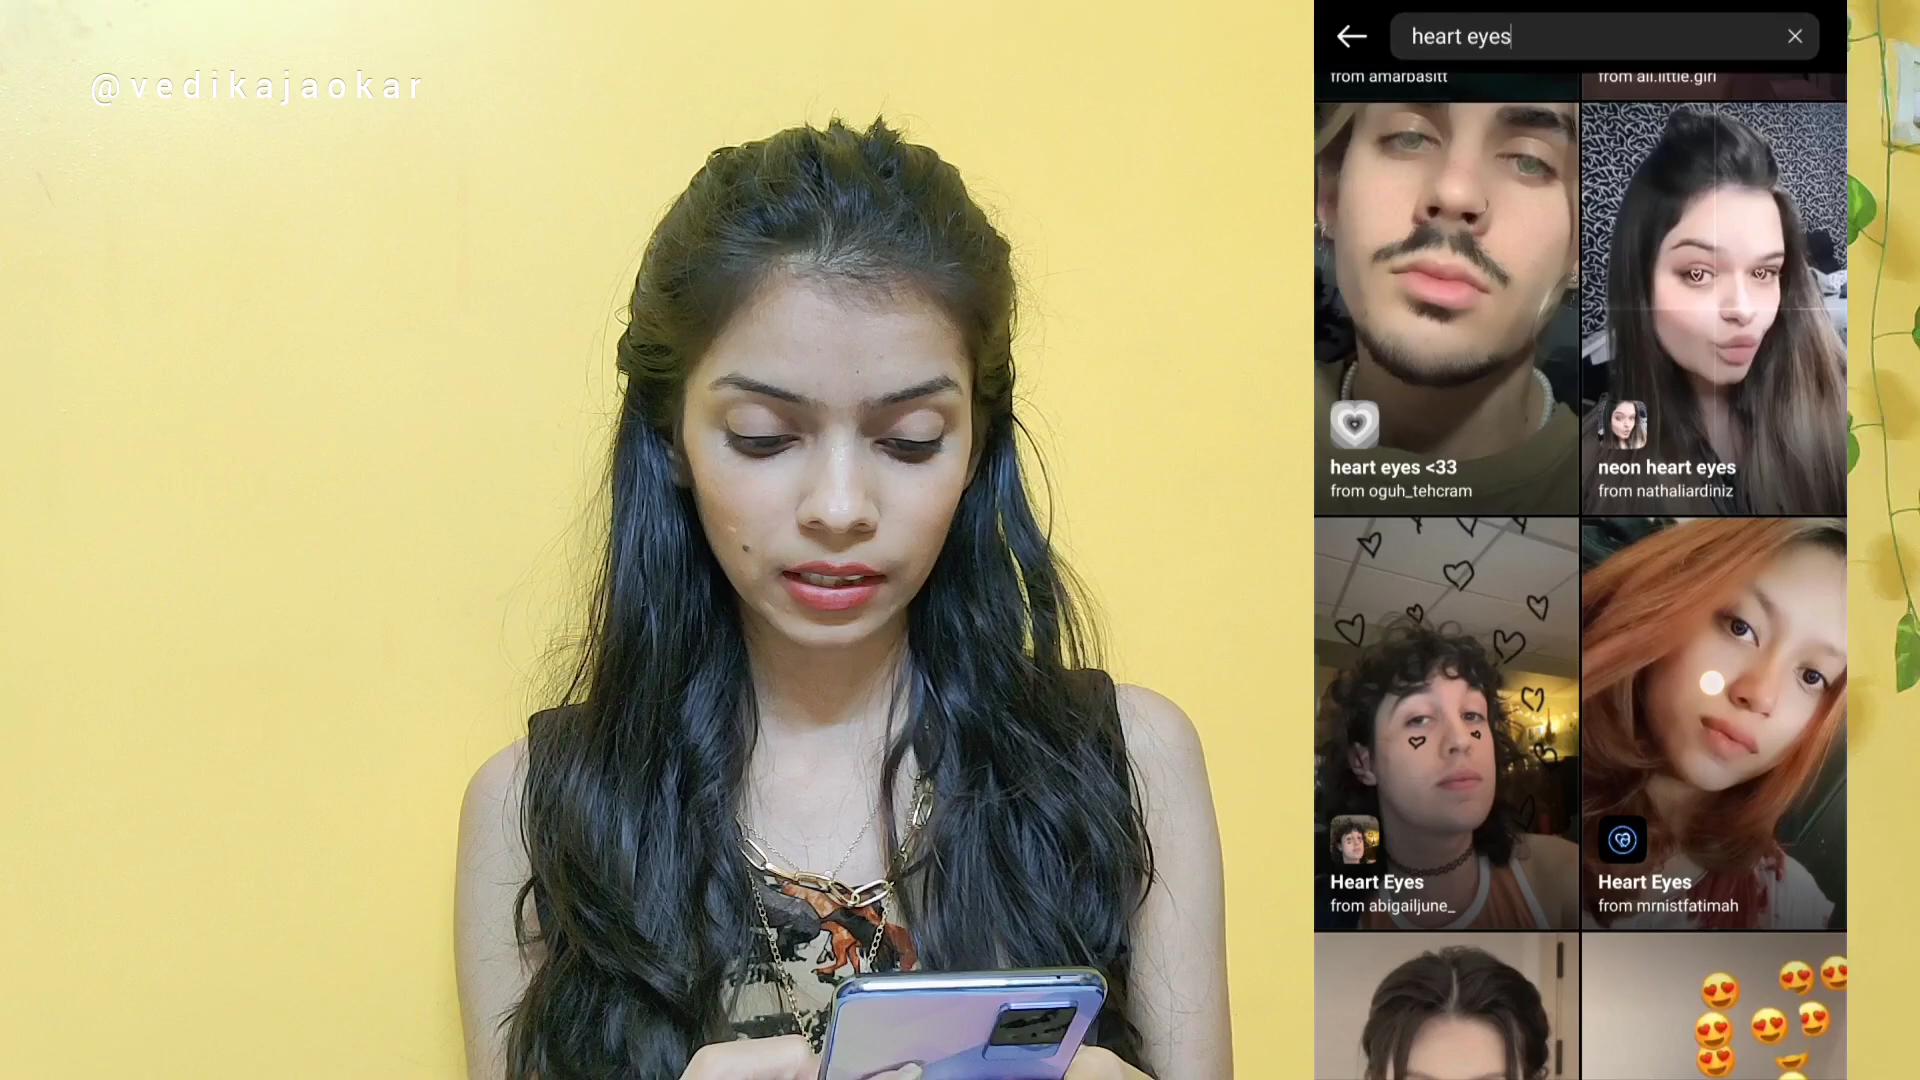 @vedikajaokar
heart eyes
from amarbasitt
from all.little.girl
heart eyes <33
from oguh_tehcram
neon heart eyes
from nathaliardiniz
Heart Eyes
from abigailjune_
Heart Eyes
from mrnistfatimah